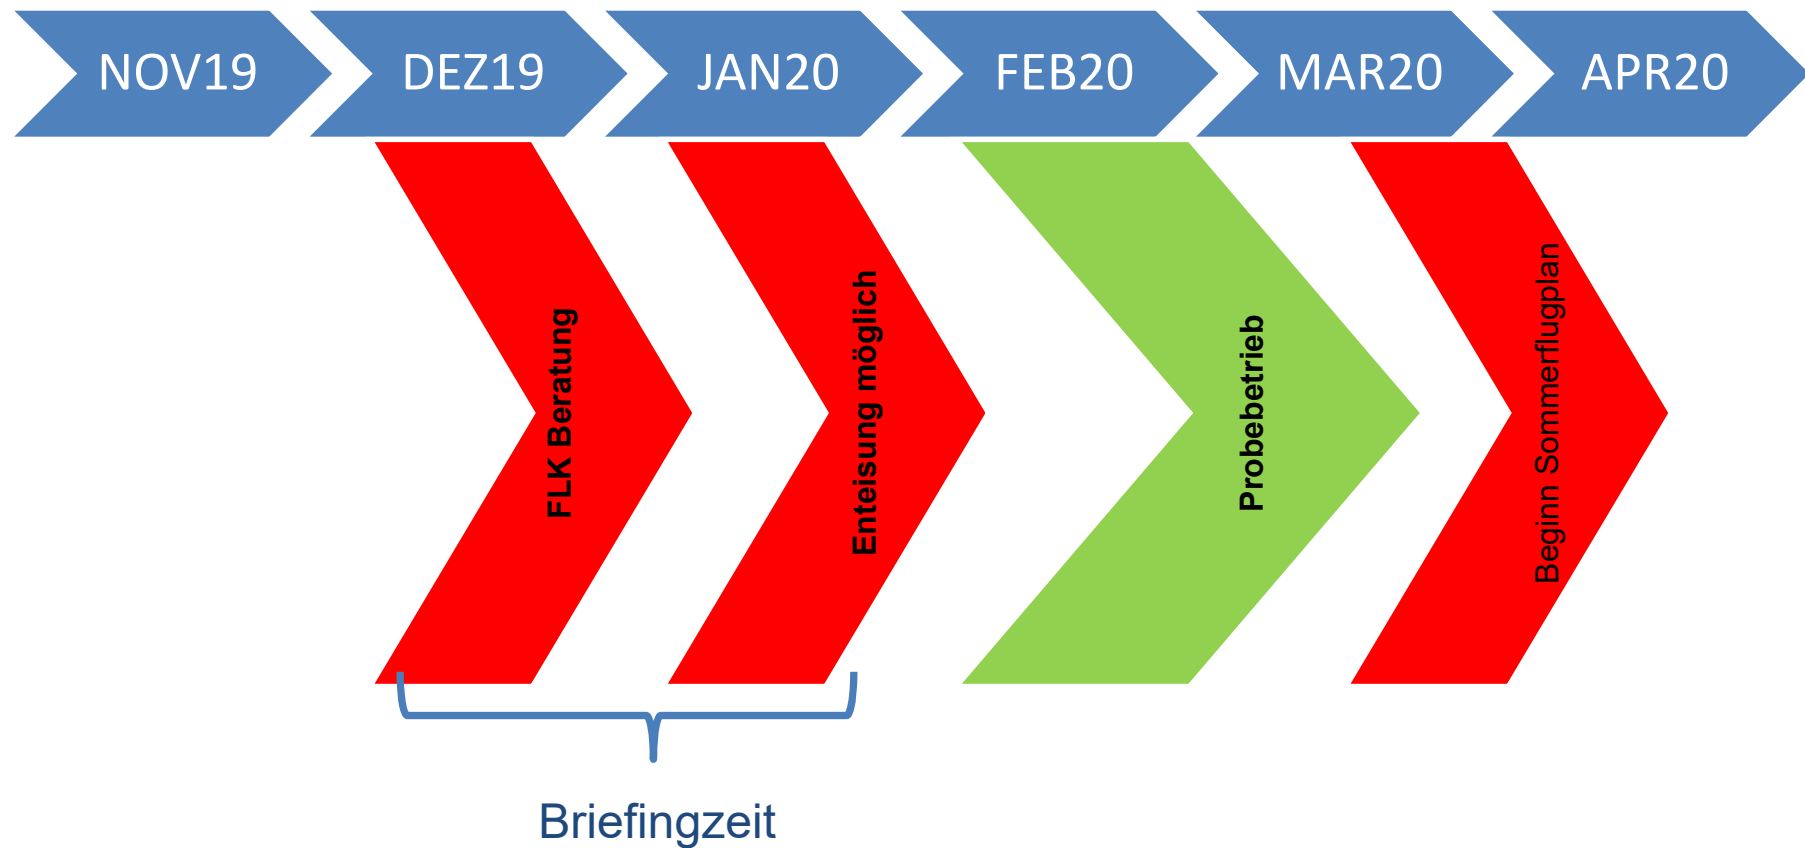 NOV19
DEZ19
JAN20
FEB20
MAR20
APR20
FLK Beratung
Enteisung möglich
Probebetrieb
Beginn Sommerflugplan
Briefingzeit